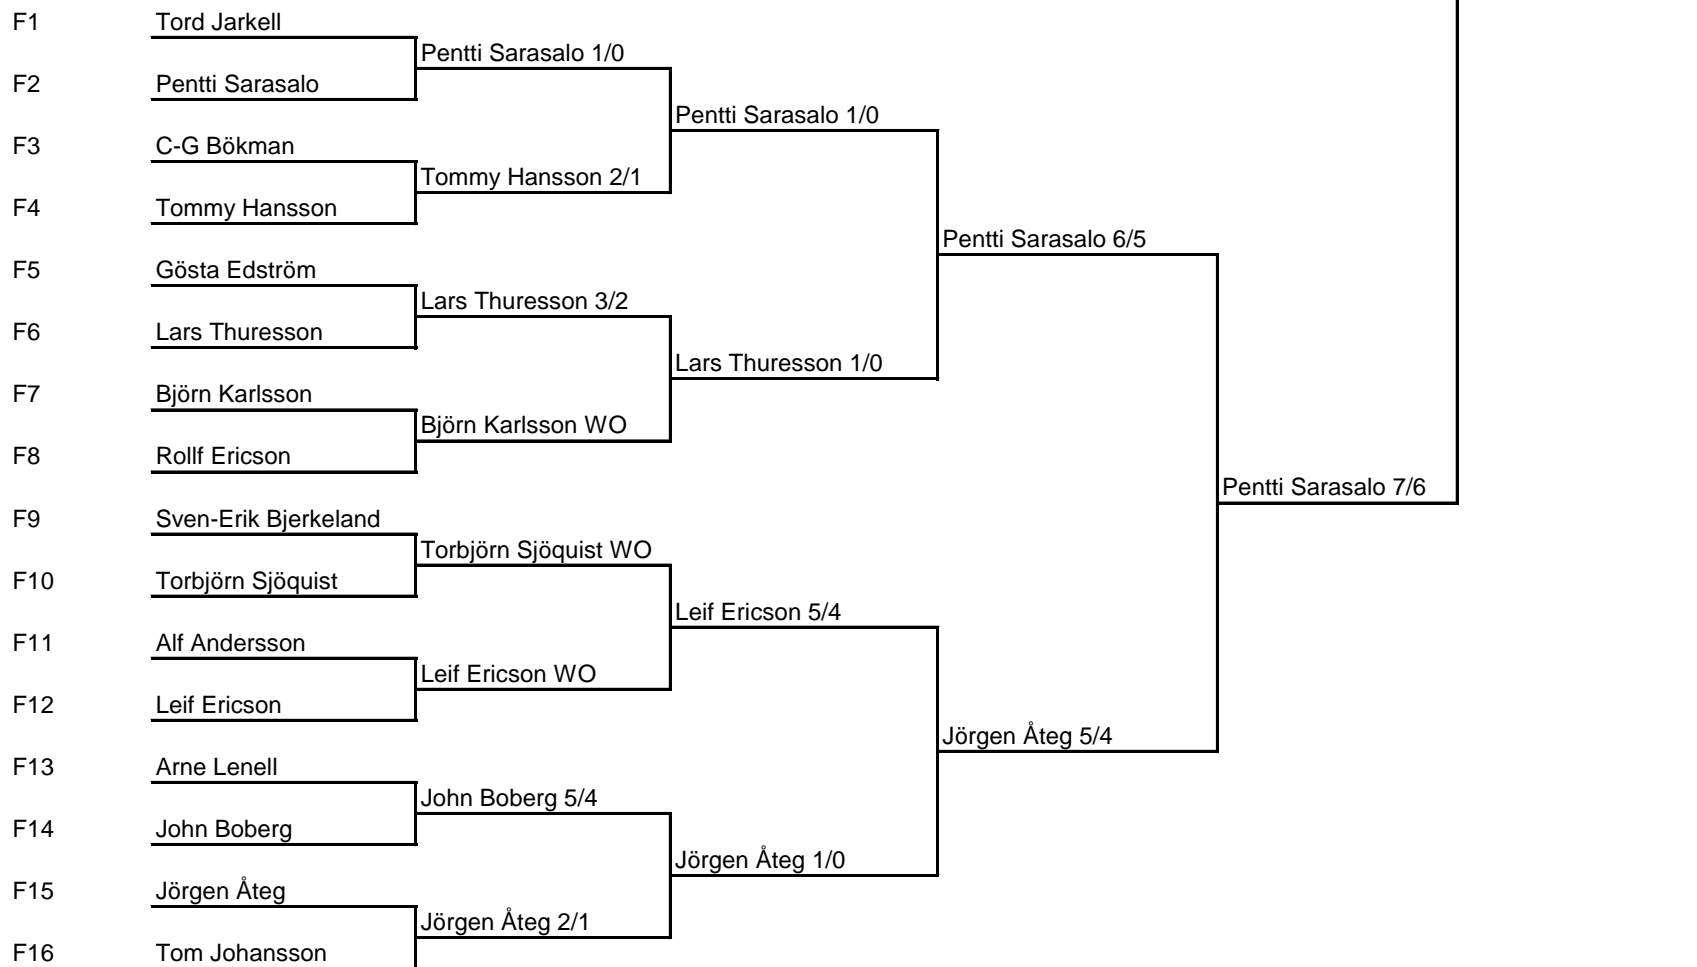 F1 Tord Jarkell
Pentti Sarasalo 1/0
F2 Pentti Sarasalo
Pentti Sarasalo 1/0
F3 C-G Bökman
Tommy Hansson 2/1
F4 Tommy Hansson
Pentti Sarasalo 6/5
F5 Gösta Edström
Lars Thuresson 3/2
F6 Lars Thuresson
Lars Thuresson 1/0
F7 Björn Karlsson
Björn Karlsson WO
F8 Rollf Ericson
Pentti Sarasalo 7/6
F9 Sven-Erik Bjerkeland
Torbjörn Sjöquist WO
F10 Torbjörn Sjöquist
Leif Ericson 5/4
F11 Alf Andersson
Leif Ericson WO
F12 Leif Ericson
Jörgen Åteg 5/4
F13 Arne Lenell
John Boberg 5/4
F14 John Boberg
Jörgen Åteg 1/0
F15 Jörgen Åteg
Jörgen Åteg 2/1
F16 Tom Johansson